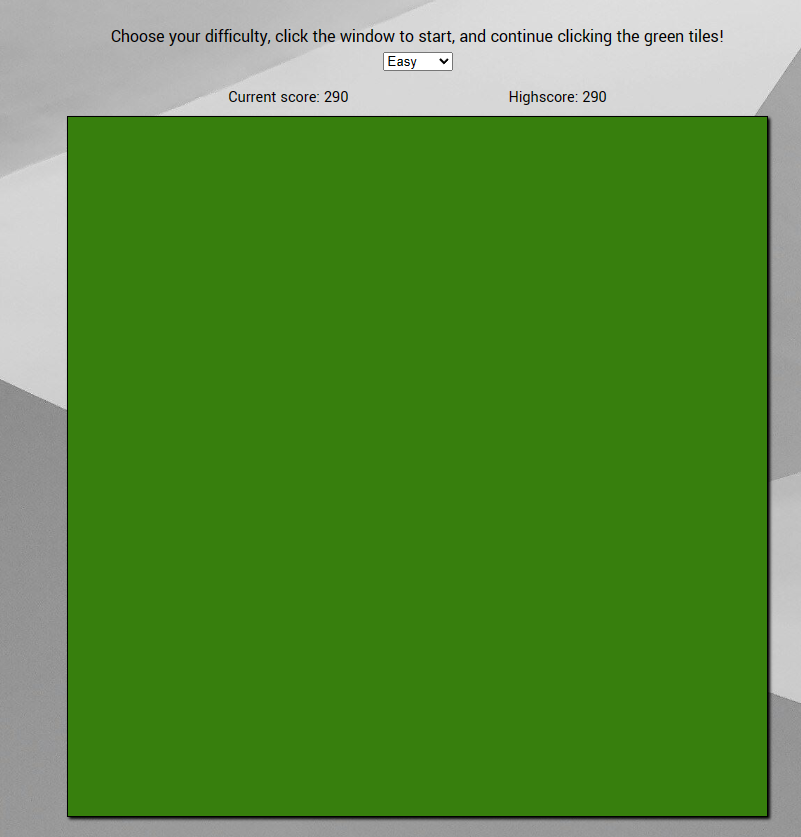 Choose your difficulty, click the window to start, and continue clicking the green tiles!
Easy
Current score: 290 Highscore: 290